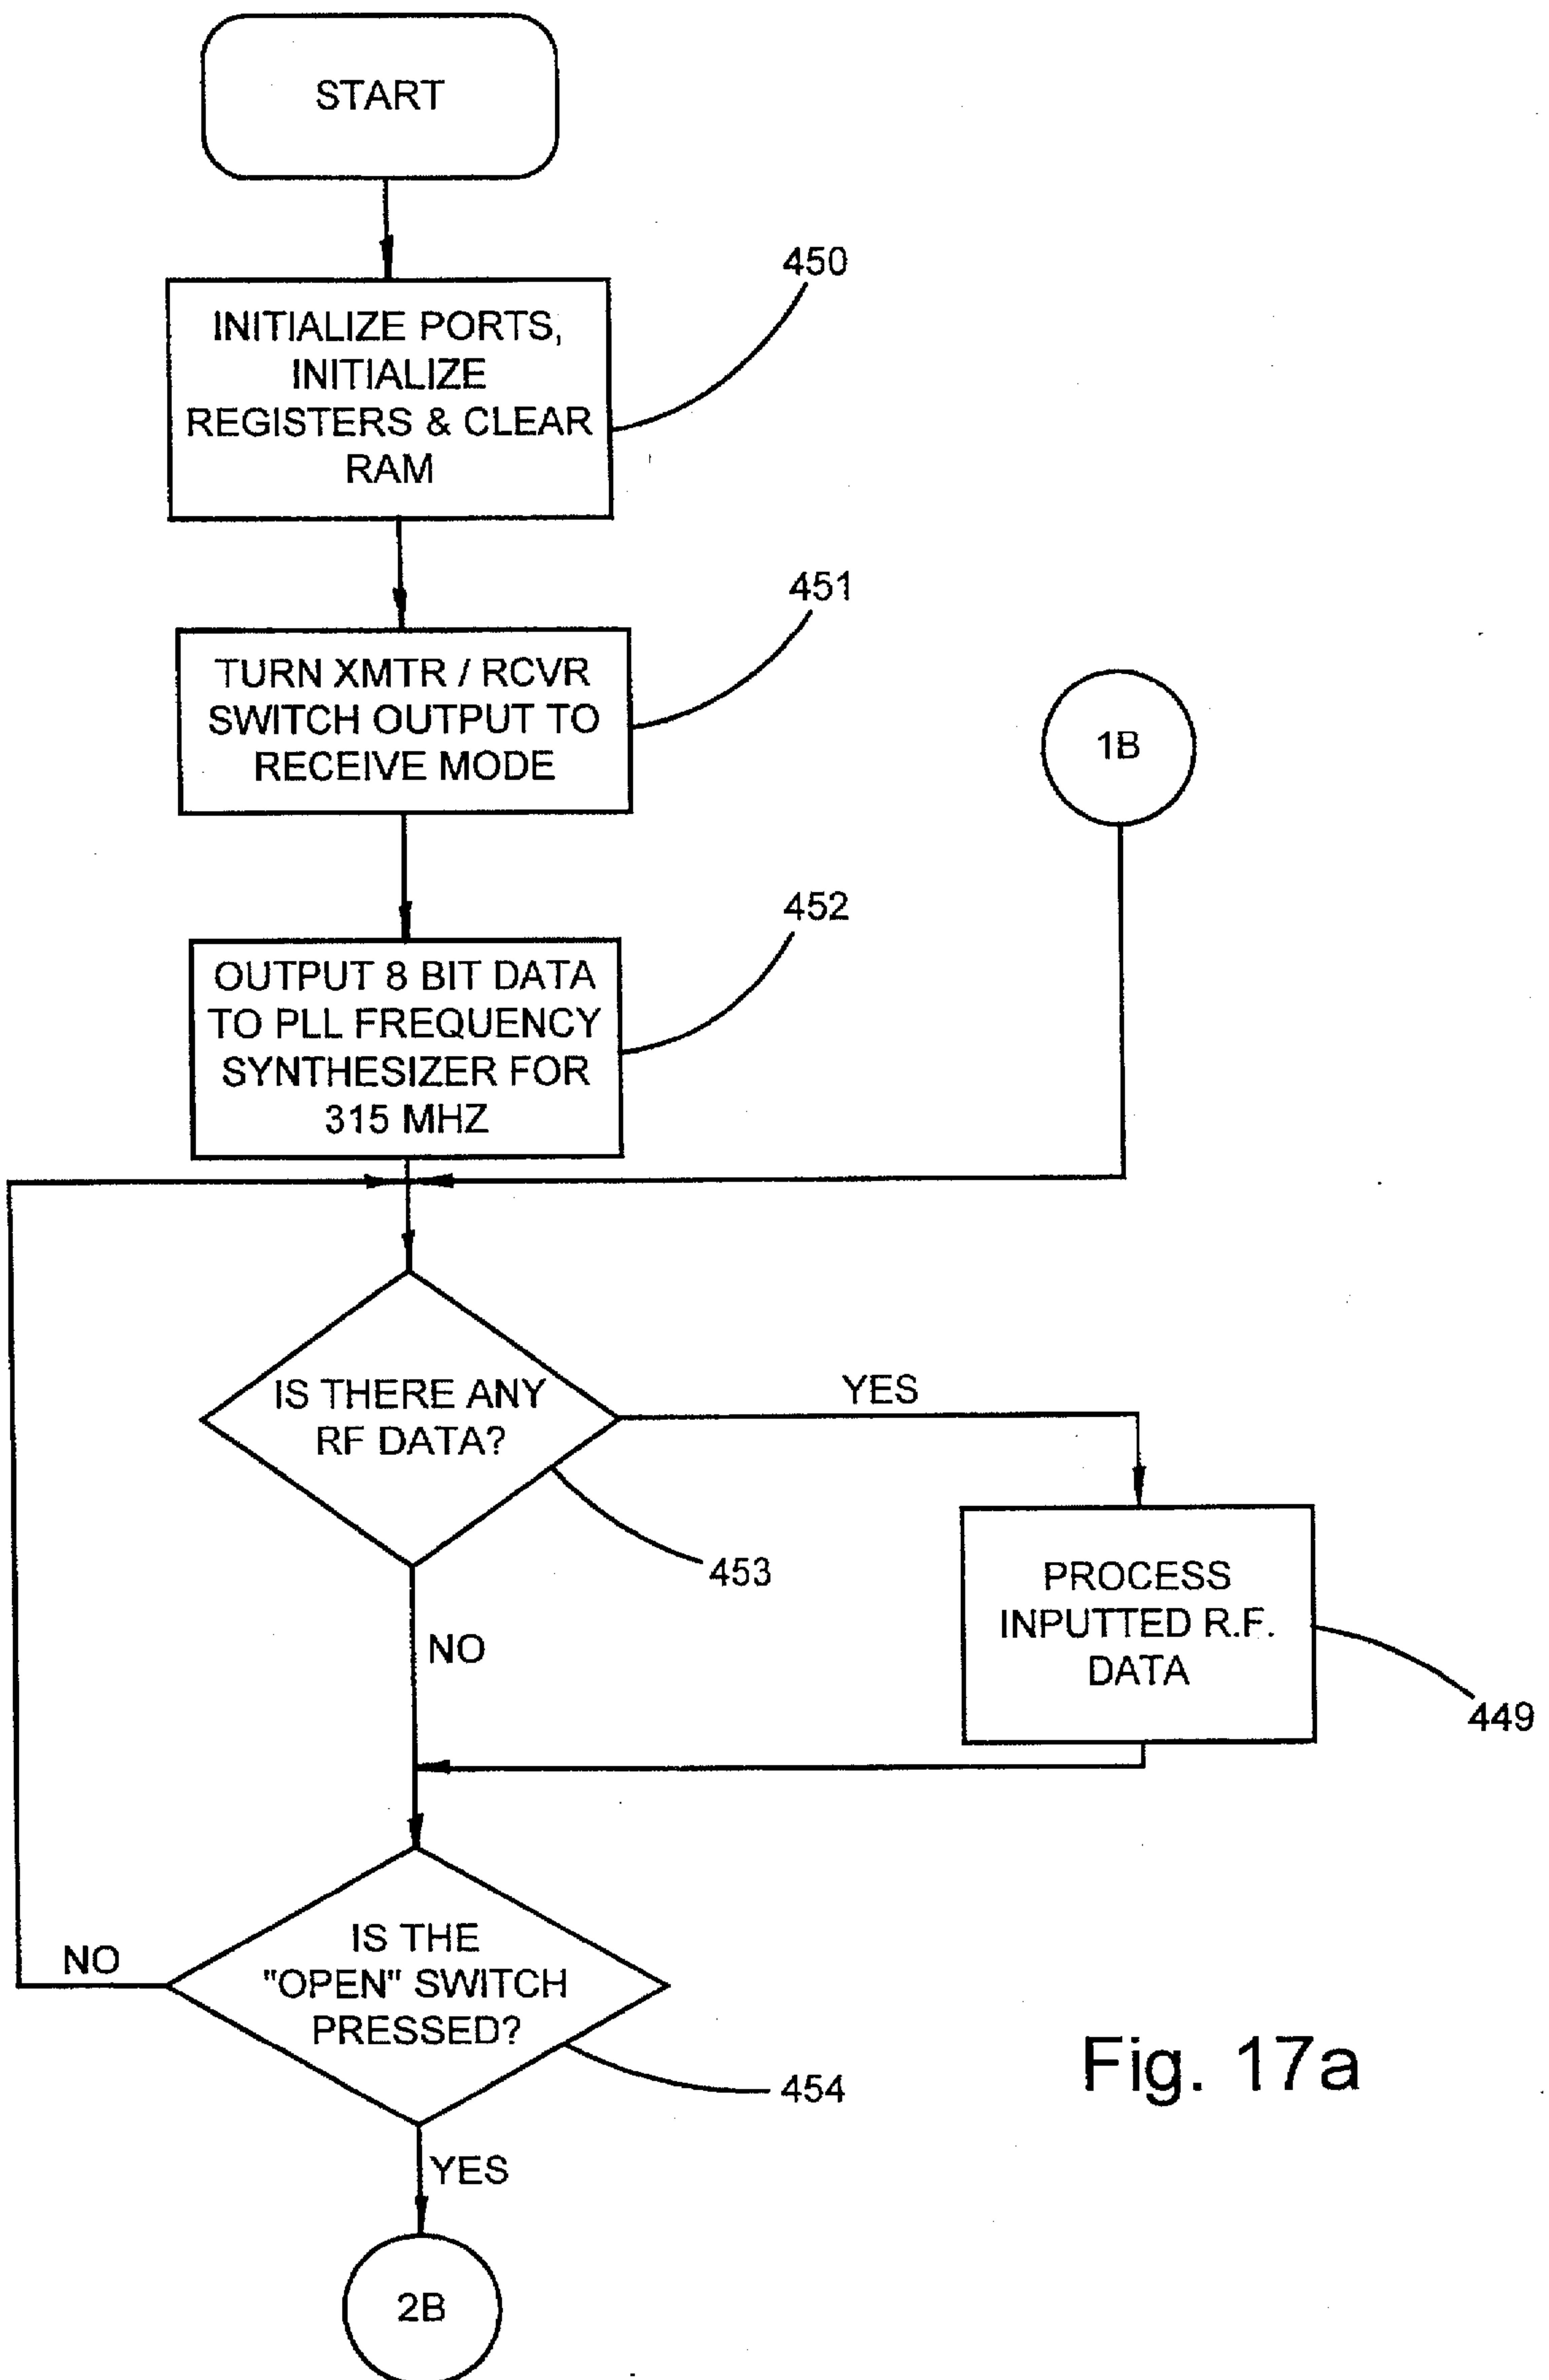 START
450
INITIALIZE PORTS,
INITIALIZE
REGISTERS & CLEAR
RAM
451
TURN XMTR / RCVR
SWITCH OUTPUT TO
RECEIVE MODE
1B
452
OUTPUT 8 BIT DATA
TO PLL FREQUENCY
SYNTHESIZER FOR
315 MHZ
IS THERE ANY
RF DATA?
YES
453
PROCESS
INPUTTED R.F.
DATA
449
NO
IS THE
"OPEN" SWITCH
PRESSED?
NO
454
YES
2B
Fig. 17a